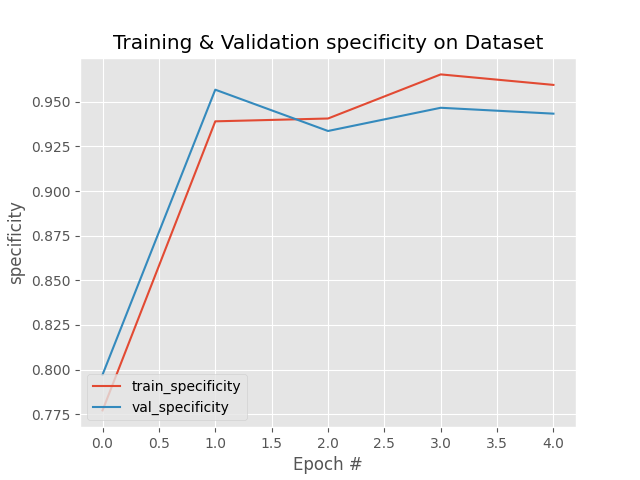 Training & Validation specificity on Dataset
specificity
0.950
0.925
0.900
0.875
0.850
0.825
0.800
0.775
train_specificity
val_specificity
0.0 0.5 1.0 1.5 2.0 2.5 3.0 3.5 4.0
Epoch #